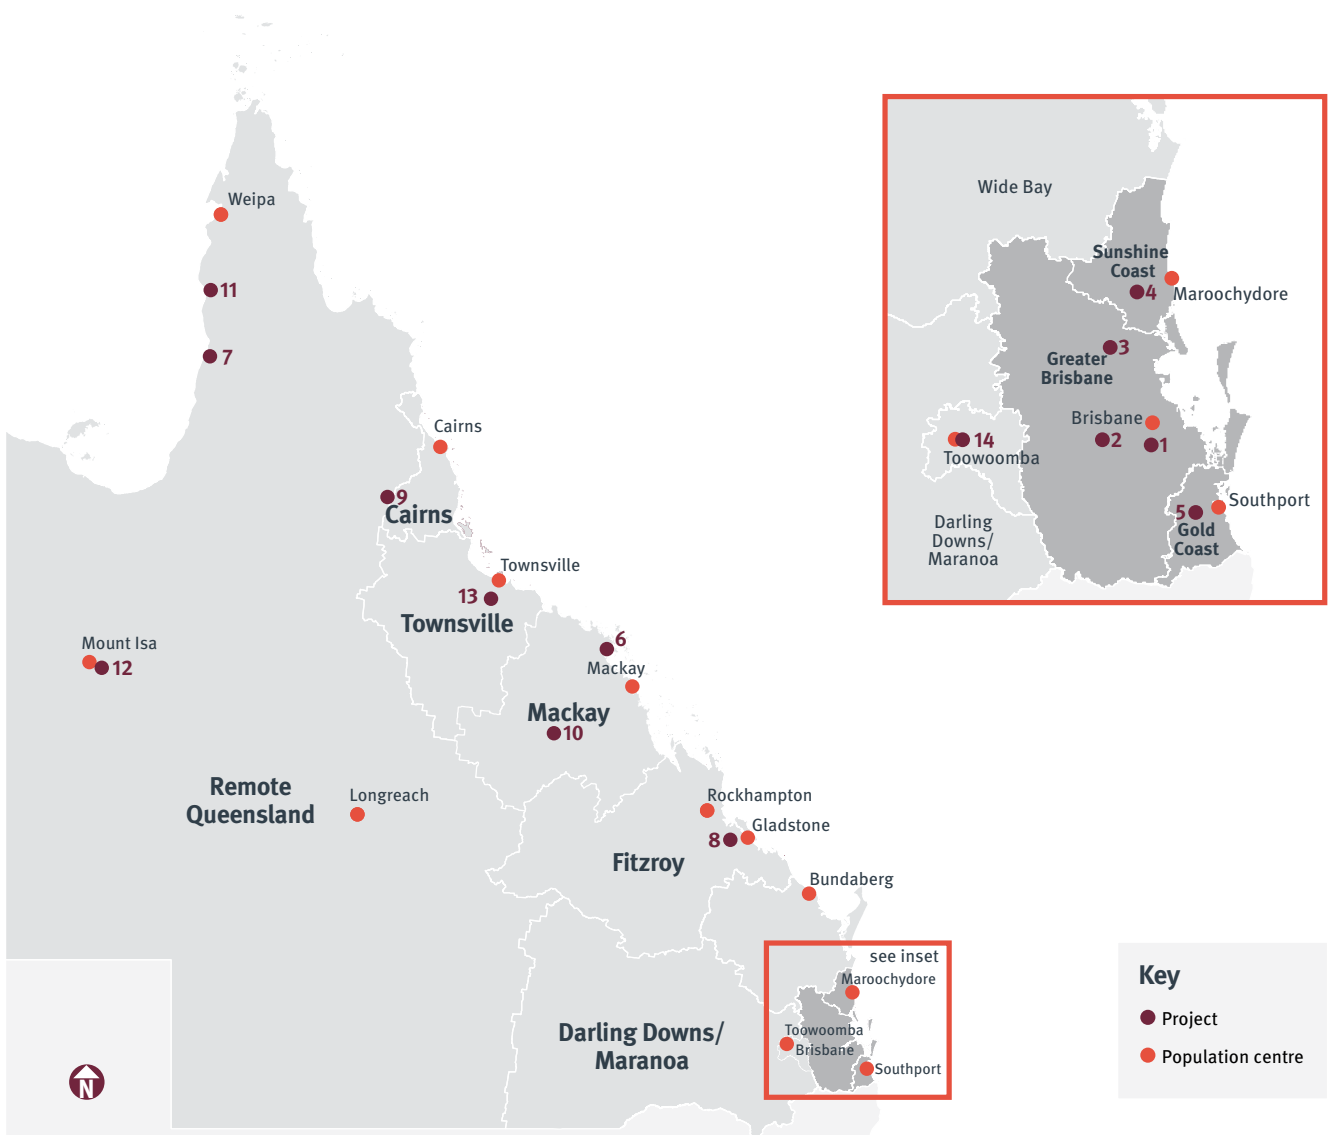 Weipa
11
7
Cairns
9
Cairns
Townsville
13
Townsville
6
Mackay
Mackay
10
Mount Isa
12
Remote
Queensland
Longreach
Rockhampton
Gladstone
8
Fitzroy
Bundaberg
Darling Downs/
Maranoa
see inset
Maroochydore
Toowoomba
Brisbane
Southport
N
Wide Bay
Sunshine
Coast
4
Maroochydore
3
Greater
Brisbane
Brisbane
2
1
14
Toowoomba
Southport
5
Gold
Coast
Darling
Downs/
Maranoa
Key
Project
Population centre